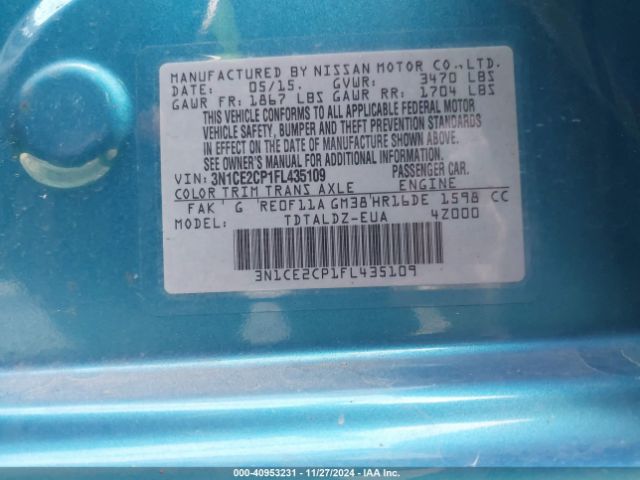 MANUFACTURED BY NISSAN MOTOR CO.,LTD.
DATE: 05/15. GVWR: 3470 LBS
GAWR FR: 1867 LBS GAWR RR: 1704 LBS
THIS VEHICLE CONFORMS TO ALL APPLICABLE FEDERAL MOTOR
VEHICLE SAFETY, BUMPER AND THEFT PREVENTION STANDARDS
IN EFFECT ON THE DATE OF MANUFACTURE SHOWN ABOVE.
SEE OWNER'S MANUAL FOR ADDITIONAL INFORMATION.
VIN: 3N1CE2CP1FL435109 PASSENGER CAR.
COLOR TRIM TRANS AXLE ENGINE
FAK ' G 'RE0F11A GM38'HR16DE 1598 CC
MODEL: TDTALDZ-EUA 4Z000
3N1CE2CP1FL435109
000-40953231 - 11/27/2024 - IAA Inc.